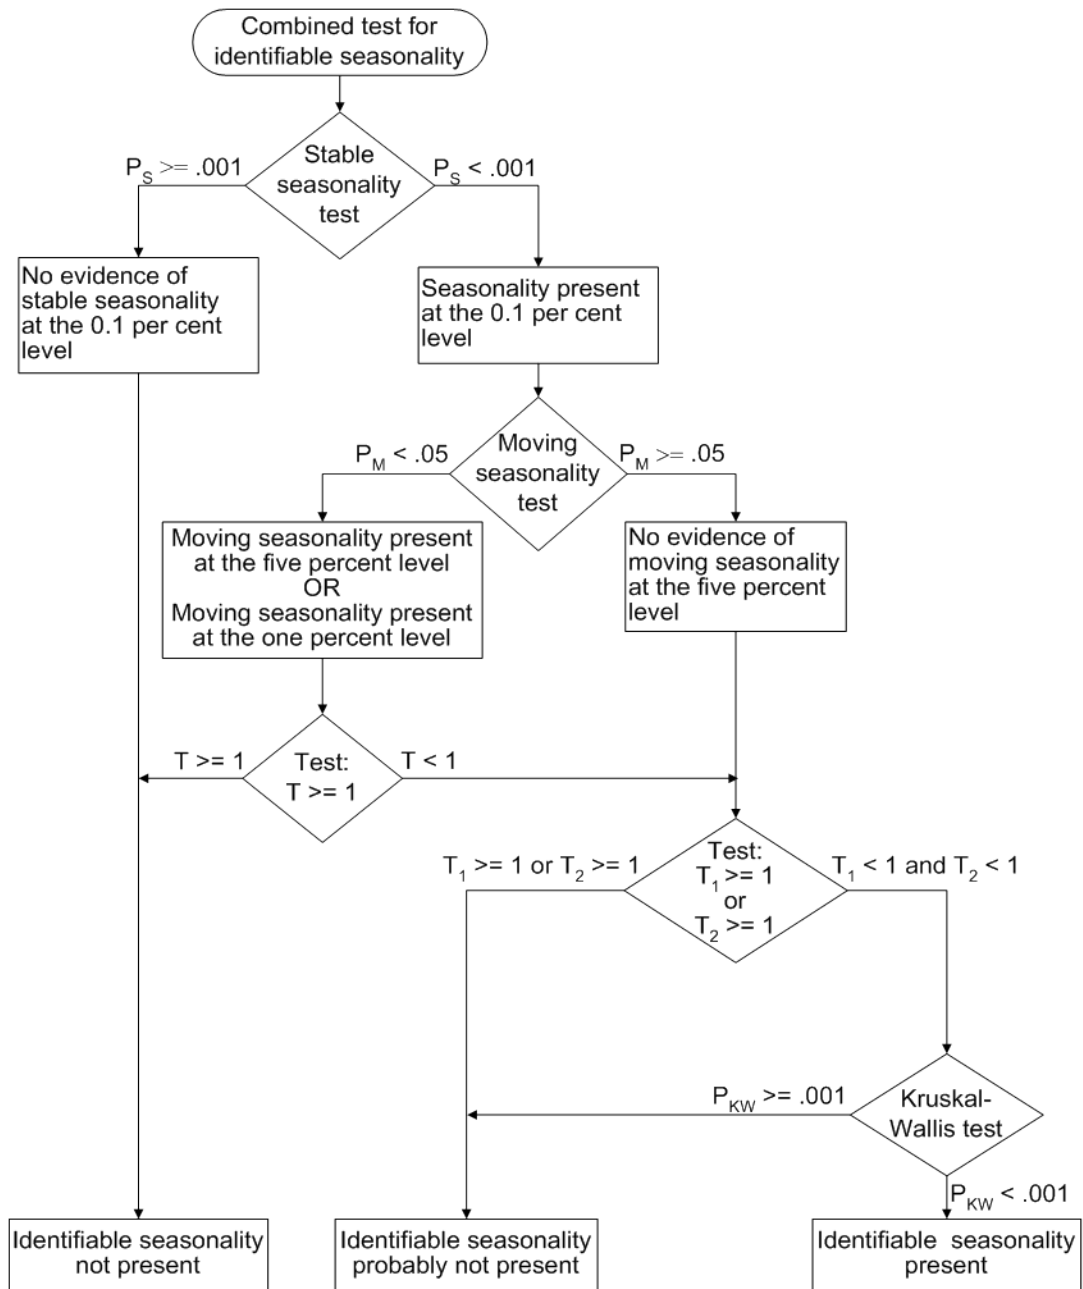 Combined test for
identifiable seasonality
P_S >= .001
Stable
seasonality
test
P_S < .001
No evidence of
stable seasonality
at the 0.1 per cent
level
Seasonality present
at the 0.1 per cent
level
P_M < .05
Moving
seasonality
test
P_M >= .05
Moving seasonality present
at the five percent level
OR
Moving seasonality present
at the one percent level
No evidence of
moving seasonality
at the five percent
level
T >= 1
Test:
T >= 1
T < 1
T_1 >= 1 or T_2 >= 1
Test:
T_1 >= 1
or
T_2 >= 1
T_1 < 1 and T_2 < 1
P_KW >= .001
Kruskal-
Wallis test
P_KW < .001
Identifiable seasonality
not present
Identifiable seasonality
probably not present
Identifiable seasonality
present